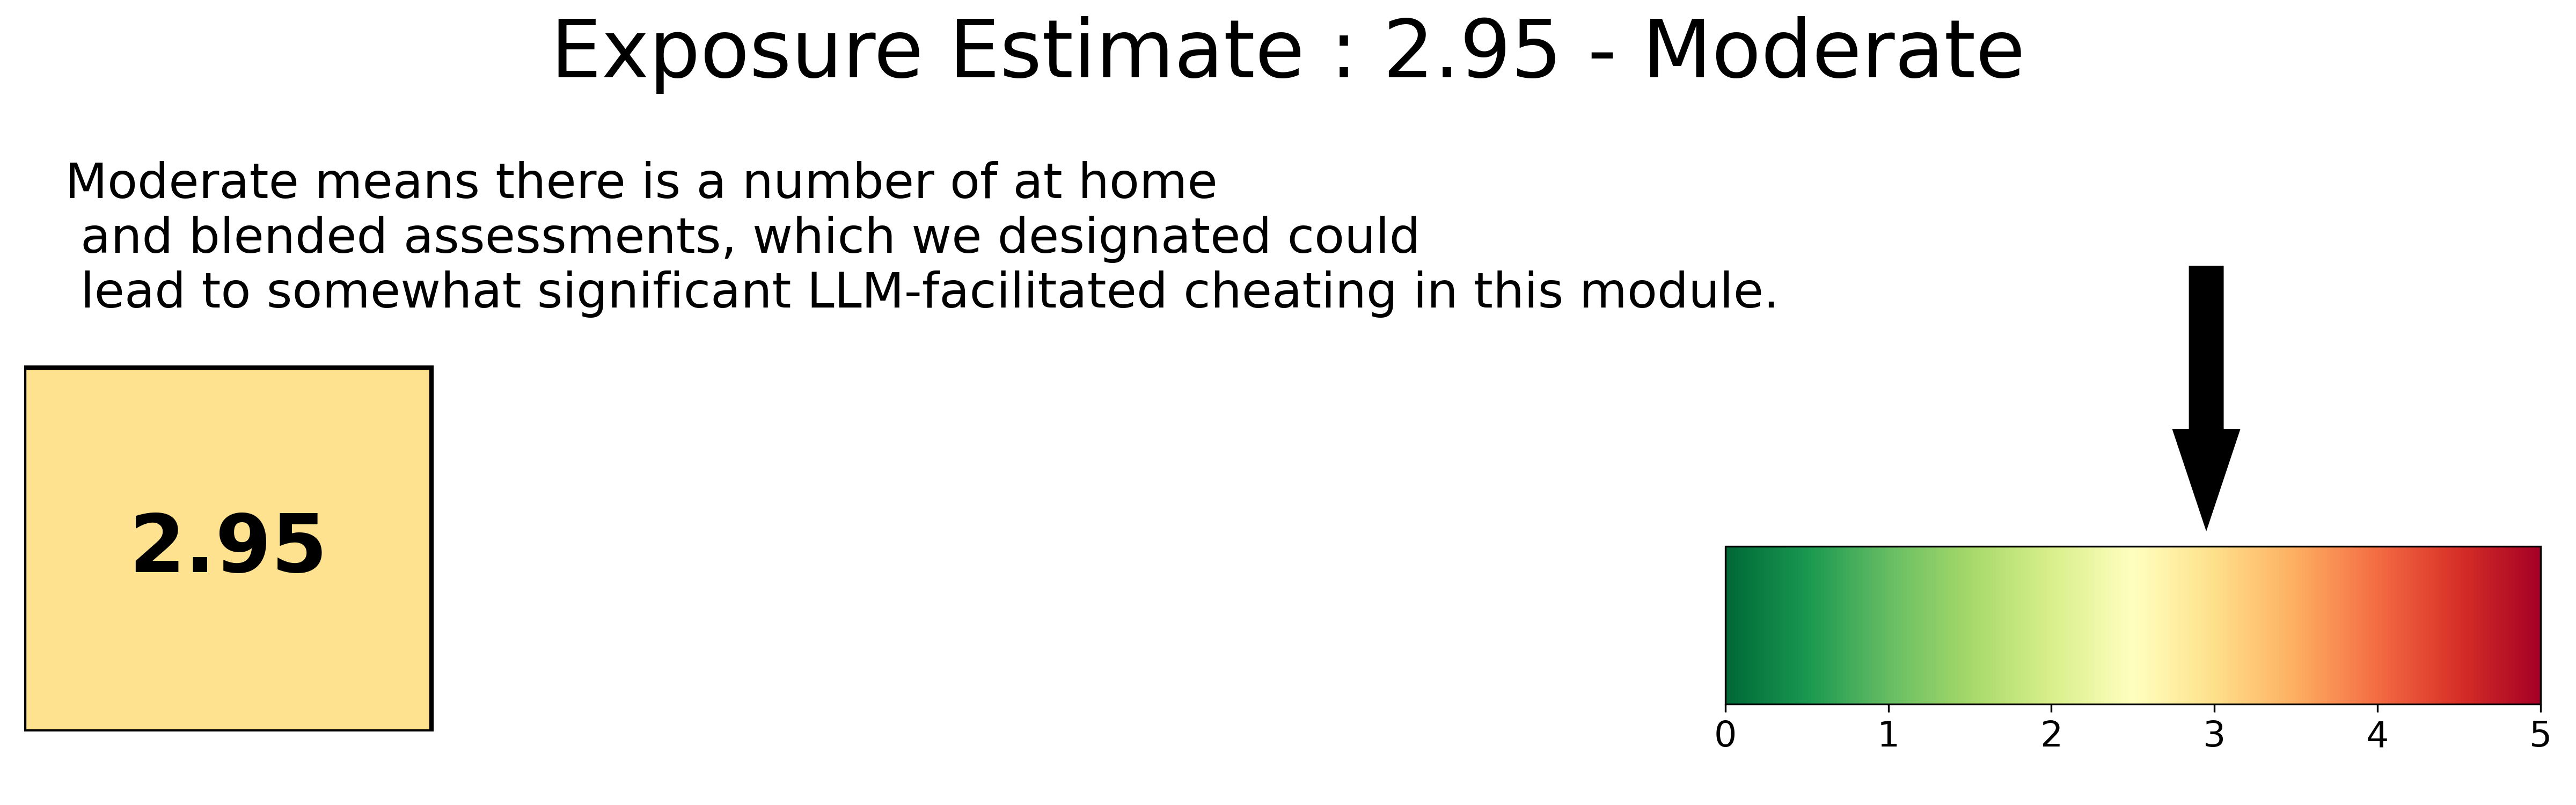 Exposure Estimate : 2.95 - Moderate
Moderate means there is a number of at home
and blended assessments, which we designated could
lead to somewhat significant LLM-facilitated cheating in this module.
2.95
0 1 2 3 4 5